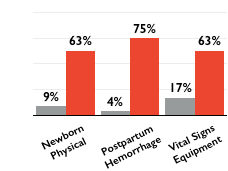 9% 63% 4% 75% 17% 63%
Newborn
Physical
Postpartum
Hemorrhage
Vital Signs
Equipment